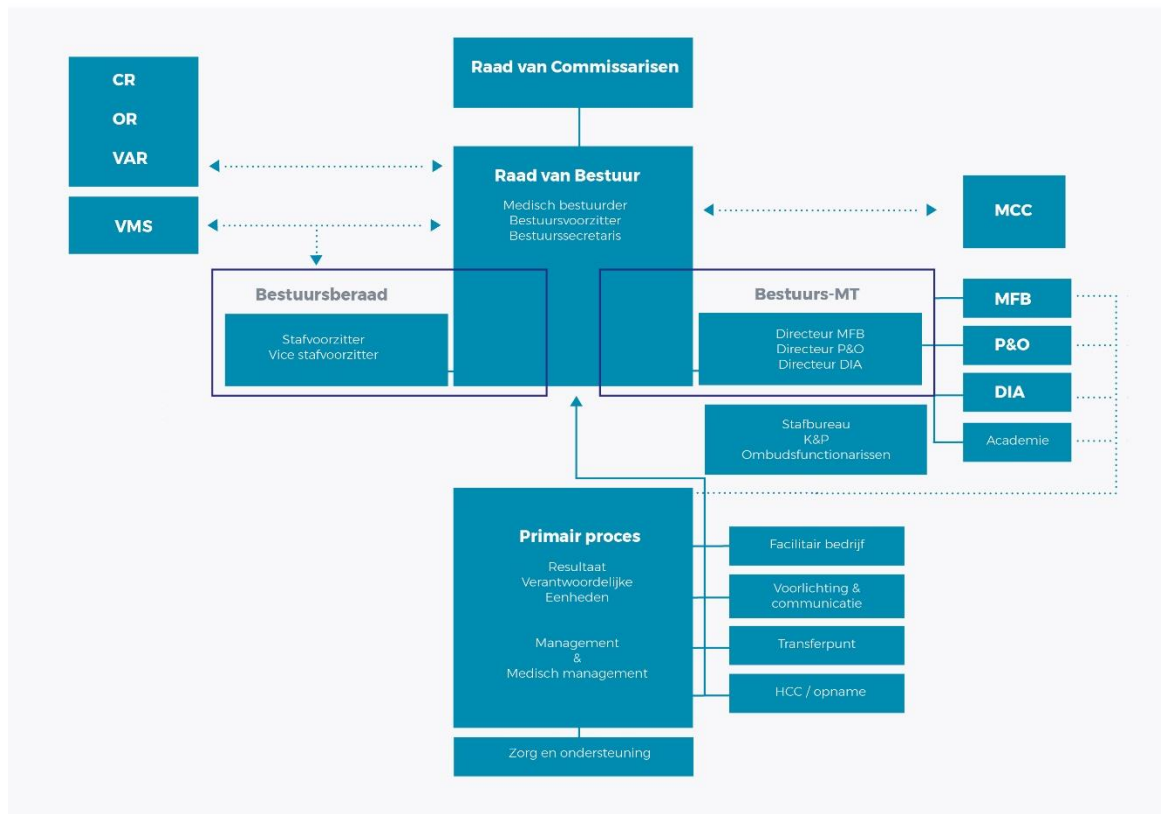 Raad van Commissarisen
CR
OR
VAR
VMS
Raad van Bestuur
Medisch bestuurder
Bestuursvoorzitter
Bestuurssecretaris
MCC
Bestuursberaad
Stafvoorzitter
Vice stafvoorzitter
Bestuurs-MT
Directeur MFB
Directeur P&O
Directeur DIA
MFB
P&O
DIA
Academie
Stafbureau
K&P
Ombudsfunctionarissen
Primair proces
Resultaat
Verantwoordelijke
Eenheden
Management
&
Medisch management
Facilitair bedrijf
Voorlichting &
communicatie
Transferpunt
HCC / opname
Zorg en ondersteuning